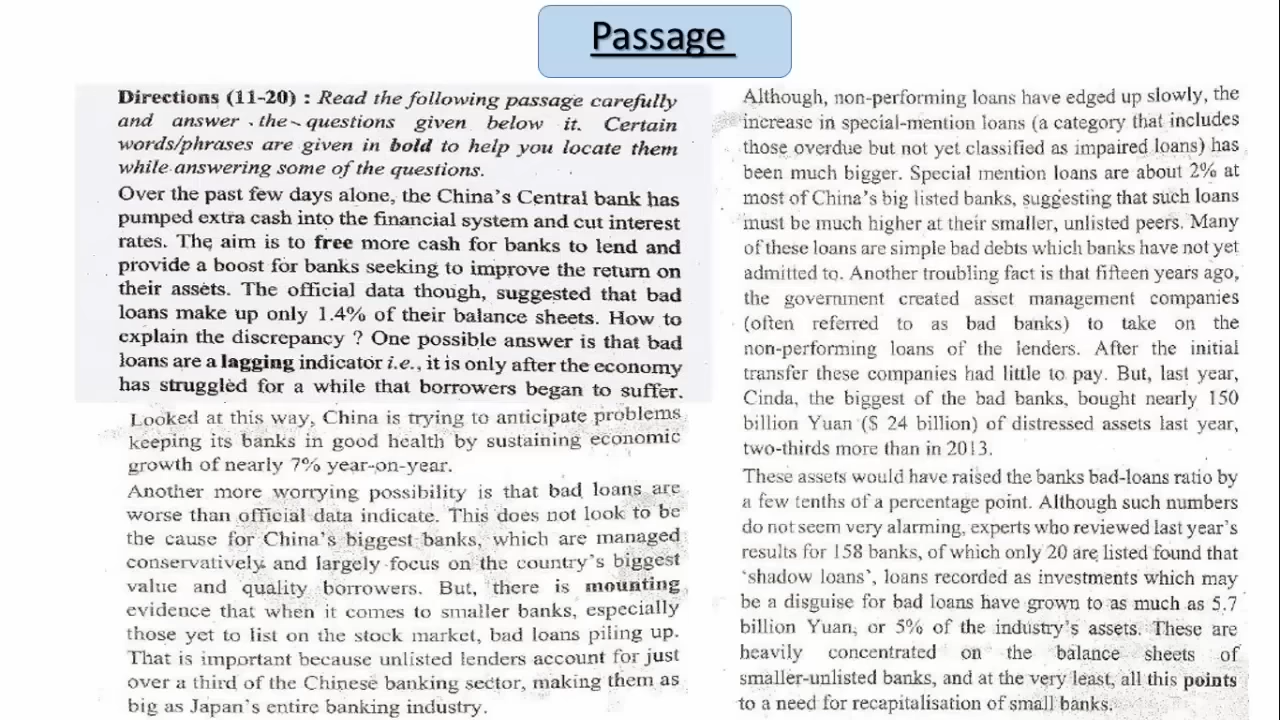 Passage
Directions (11-20) : Read the following passage carefully
and answer the questions given below it. Certain
words/phrases are given in bold to help you locate them
while answering some of the questions.
Over the past few days alone, the China's Central bank has
pumped extra cash into the financial system and cut interest
rates. The aim is to free more cash for banks to lend and
provide a boost for banks seeking to improve the return on
their assets. The official data though, suggested that bad
loans make up only 1.4% of their balance sheets. How to
explain the discrepancy ? One possible answer is that bad
loans are a lagging indicator i.e., it is only after the economy
has struggled for a while that borrowers began to suffer.
Looked at this way, China is trying to anticipate problems
keeping its banks in good health by sustaining economic
growth of nearly 7% year-on-year.
Another more worrying possibility is that bad loans are
worse than official data indicate. This does not look to be
the cause for China's biggest banks, which are managed
conservatively and largely focus on the country's biggest
value and quality borrowers. But, there is mounting
evidence that when it comes to smaller banks, especially
those yet to list on the stock market, bad loans piling up.
That is important because unlisted lenders account for just
over a third of the Chinese banking sector, making them as
big as Japan's entire banking industry.
Although, non-performing loans have edged up slowly, the
increase in special-mention loans (a category that includes
those overdue but not yet classified as impaired loans) has
been much bigger. Special mention loans are about 2% at
most of China's big listed banks, suggesting that such loans
must be much higher at their smaller, unlisted peers. Many
of these loans are simple bad debts which banks have not yet
admitted to. Another troubling fact is that fifteen years ago,
the government created asset management companies
(often referred to as bad banks) to take on the
non-performing loans of the lenders. After the initial
transfer these companies had little to pay. But, last year,
Cinda, the biggest of the bad banks, bought nearly 150
billion Yuan ($ 24 billion) of distressed assets last year,
two-thirds more than in 2013.
These assets would have raised the banks bad-loans ratio by
a few tenths of a percentage point. Although such numbers
do not seem very alarming, experts who reviewed last year's
results for 158 banks, of which only 20 are listed found that
'shadow loans', loans recorded as investments which may
be a disguise for bad loans have grown to as much as 5.7
billion Yuan, or 5% of the industry's assets. These are
heavily concentrated on the balance sheets of
smaller-unlisted banks, and at the very least, all this points
to a need for recapitalisation of small banks.